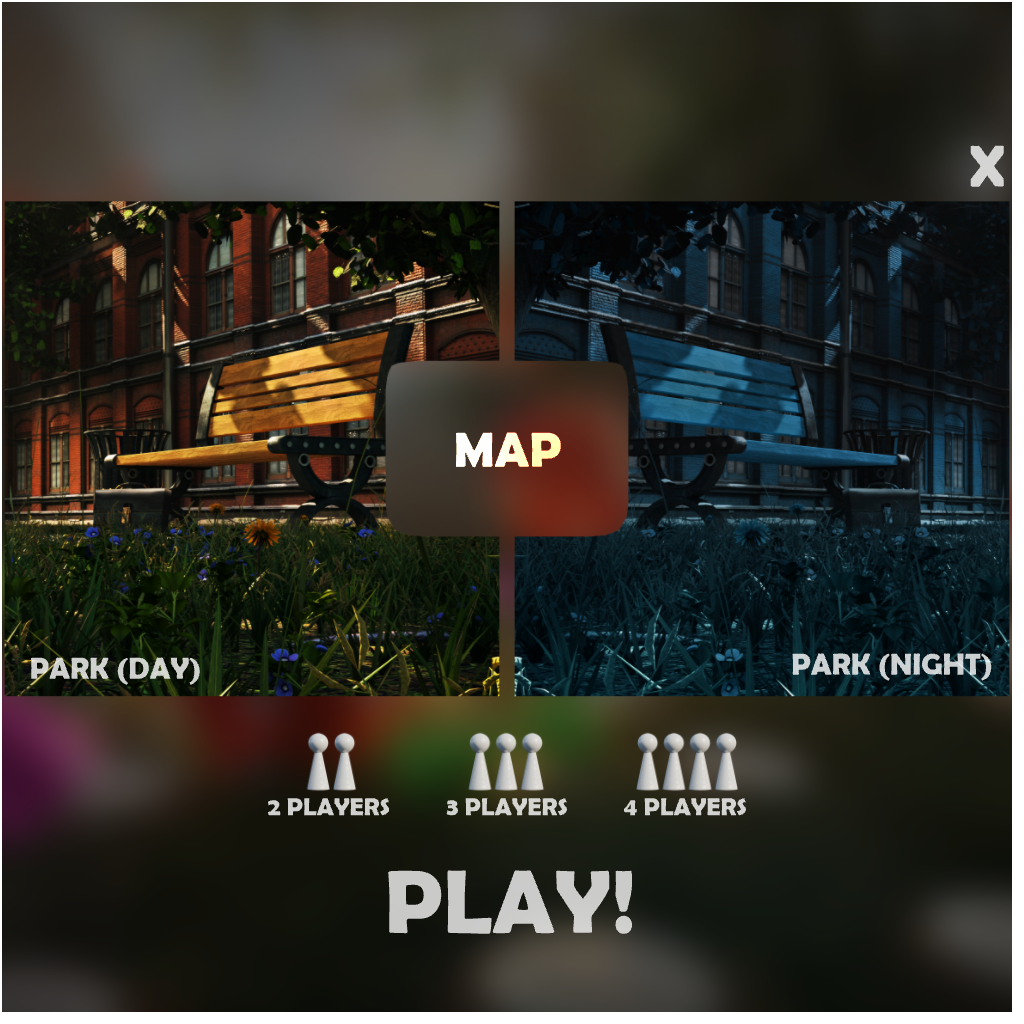 X
MAP
PARK (DAY)
PARK (NIGHT)
2 PLAYERS
3 PLAYERS
4 PLAYERS
PLAY!